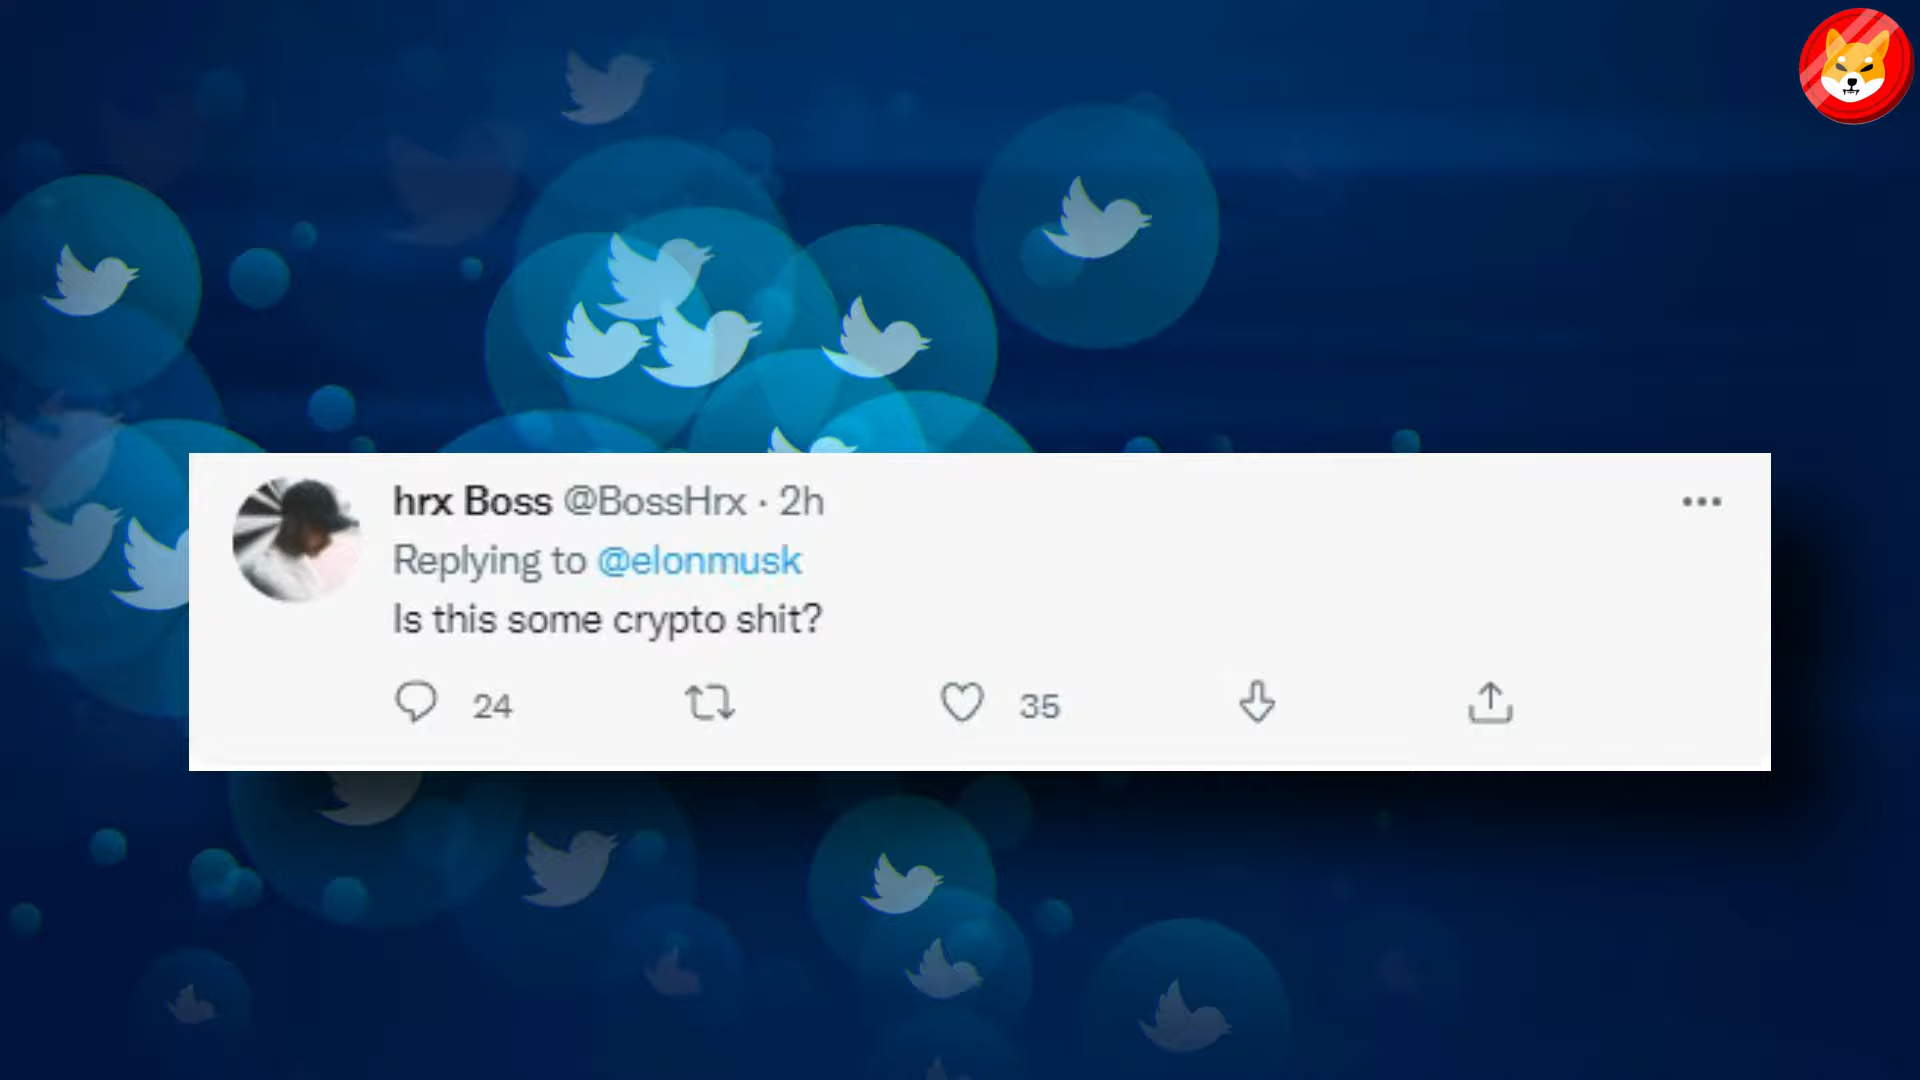 hrx Boss @BossHrx · 2h
Replying to @elonmusk
Is this some crypto shit?
24 35